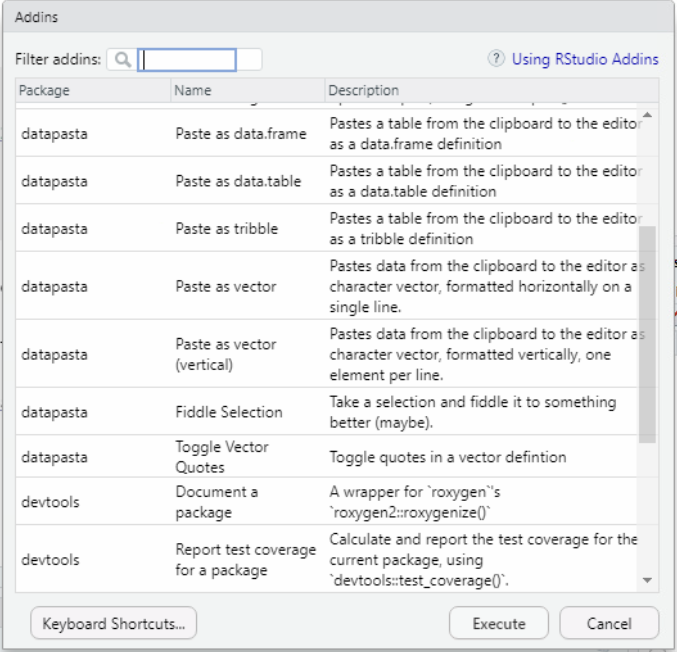 Addins
Filter addins:
Using RStudio Addins
Package Name Description
datapasta Paste as data.frame Pastes a table from the clipboard to the editor
as a data.frame definition
datapasta Paste as data.table Pastes a table from the clipboard to the editor
as a data.table definition
datapasta Paste as tribble Pastes a table from the clipboard to the editor
as a tribble definition
datapasta Paste as vector Pastes data from the clipboard to the editor as
character vector, formatted horizontally on a
single line.
datapasta Paste as vector
(vertical)
Pastes data from the clipboard to the editor as
character vector, formatted vertically, one
element per line.
datapasta Fiddle Selection Take a selection and fiddle it to something
better (maybe).
datapasta Toggle Vector
Quotes
Toggle quotes in a vector defintion
devtools Document a
package
A wrapper for `roxygen`'s
`roxygen2::roxygenize()`
devtools Report test coverage
for a package
Calculate and report the test coverage for the
current package, using
`devtools::test_coverage()`.
Keyboard Shortcuts... Execute Cancel